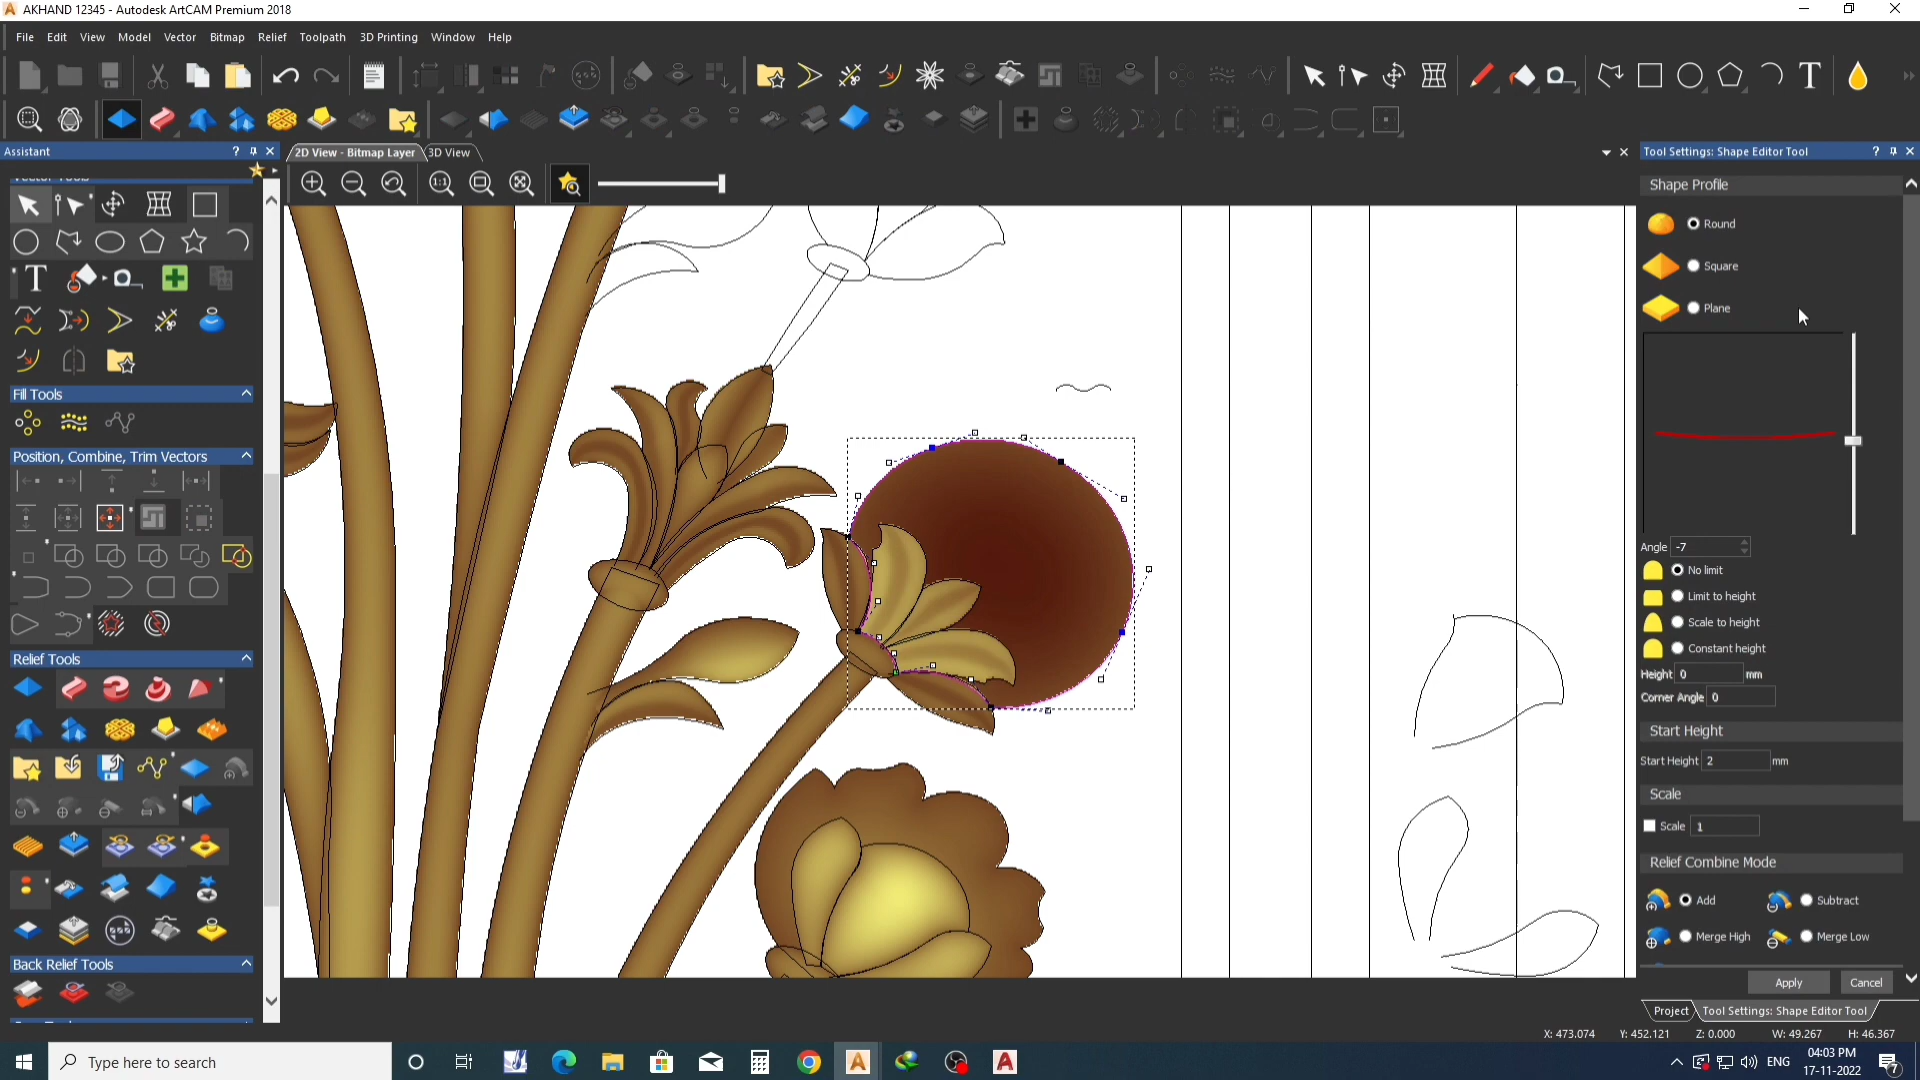 AKHAND 12345 - Autodesk ArtCAM Premium 2018
File Edit View Model Vector Bitmap Relief Toolpath 3D Printing Window Help
Assistant ?
2D View - Bitmap Layer 3D View
Tool Settings: Shape Editor Tool ?
1:1
Shape Profile
Round
Square
Plane
Fill Tools
Position, Combine, Trim Vectors
Angle -7
No limit
Limit to height
Scale to height
Constant height
Height 0 mm
Corner Angle 0
Relief Tools
Start Height
Start Height 2 mm
Scale
Scale 1
Relief Combine Mode
Add Subtract
Merge High Merge Low
Back Relief Tools
Apply Cancel
Project Tool Settings: Shape Editor Tool
X: 473.074 Y: 452.121 Z: 0.000 W: 49.267 H: 46.367
Type here to search
ENG
04:03 PM
17-11-2022
7